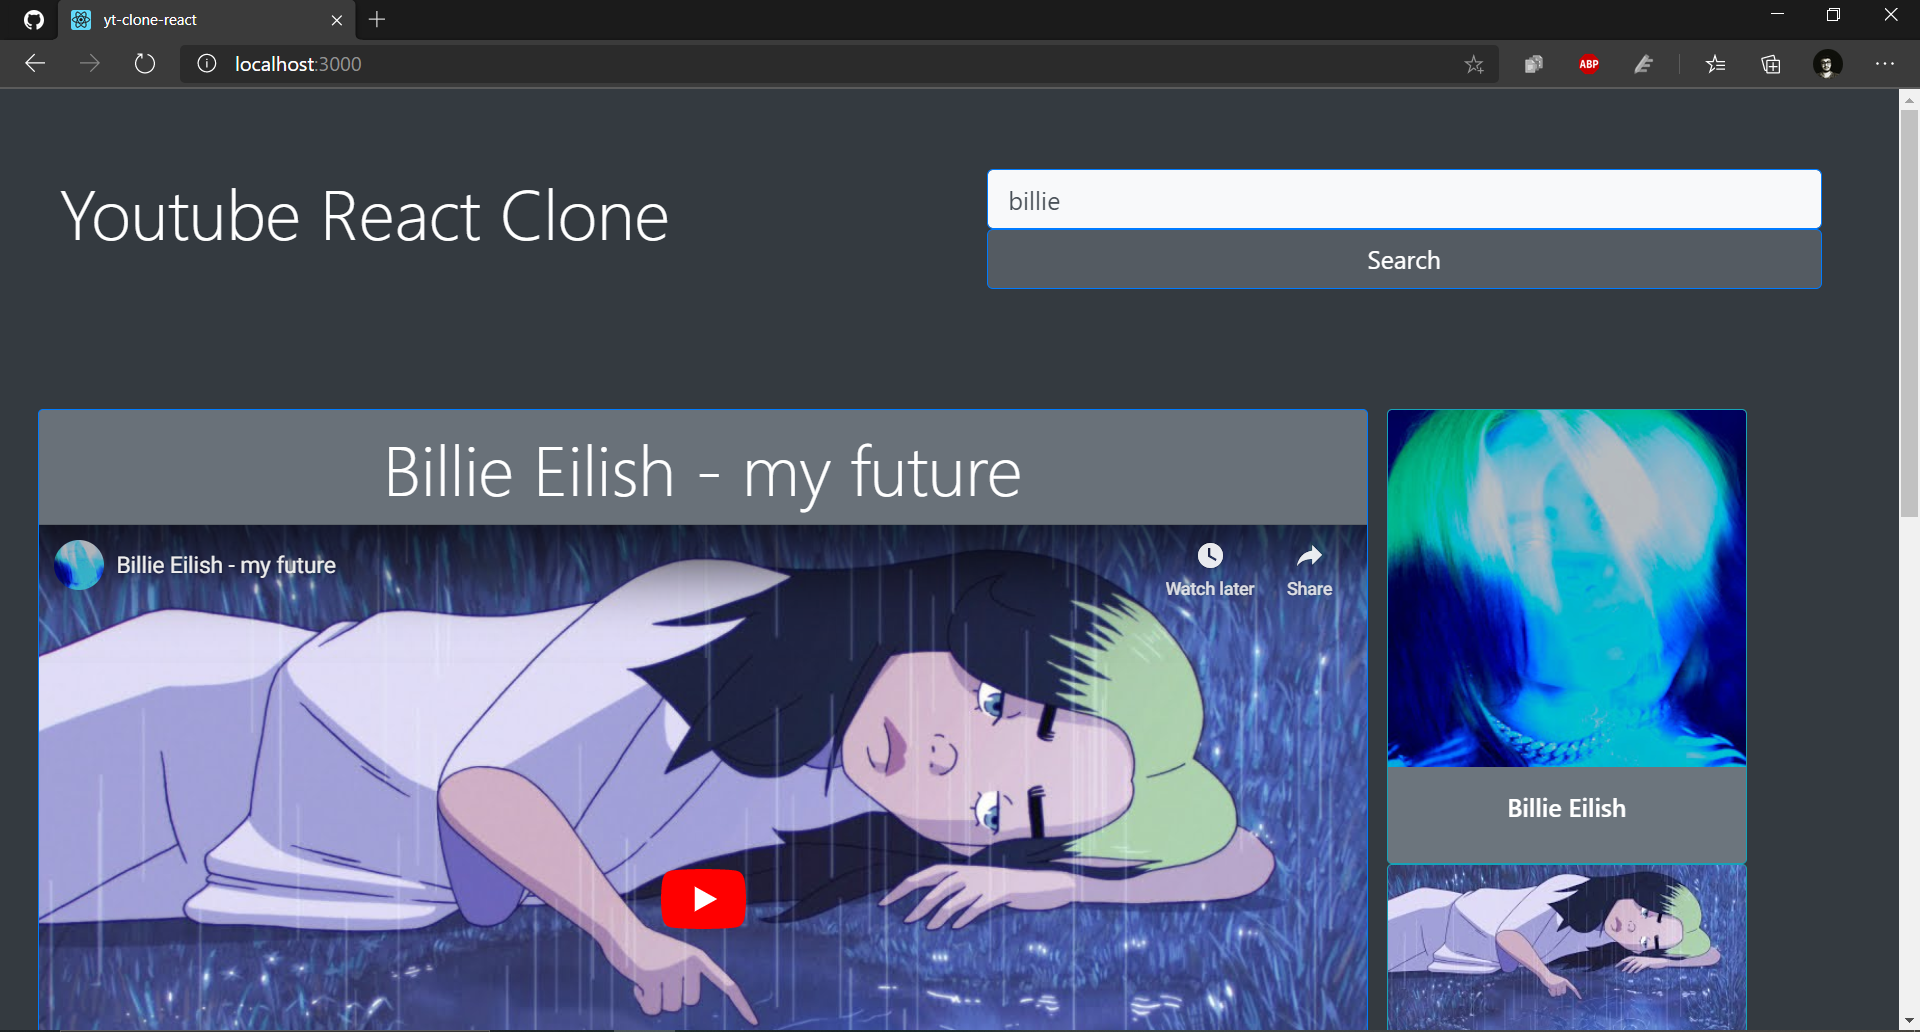 yt-clone-react
localhost:3000
ABP
Youtube React Clone
billie
Search
Billie Eilish - my future
Billie Eilish - my future
Watch later
Share
Billie Eilish